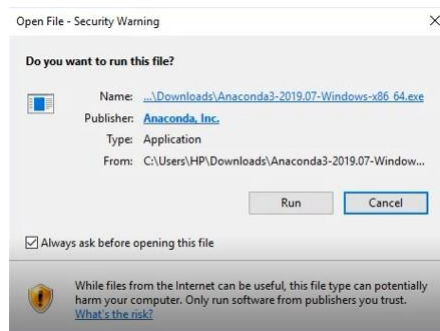 Open File - Security Warning
Do you want to run this file?
Name: ...\Downloads\Anaconda3-2019.07-Windows-x86 64.exe
Publisher: Anaconda, Inc.
Type: Application
From: C:\Users\HP\Downloads\Anaconda3-2019.07-Window...
Run Cancel
Always ask before opening this file
While files from the Internet can be useful, this file type can potentially
harm your computer. Only run software from publishers you trust.
What's the risk?